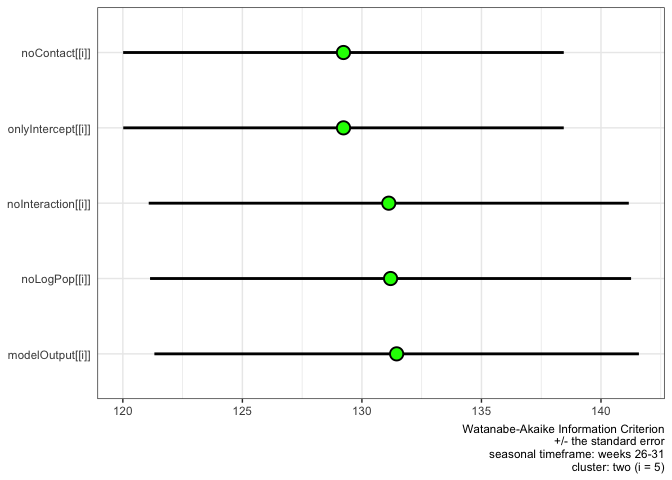 noContact[[i]]
onlyIntercept[[i]]
noInteraction[[i]]
noLogPop[[i]]
modelOutput[[i]]
120 125 130 135 140
Watanabe-Akaike Information Criterion
+/- the standard error
seasonal timeframe: weeks 26-31
cluster: two (i = 5)